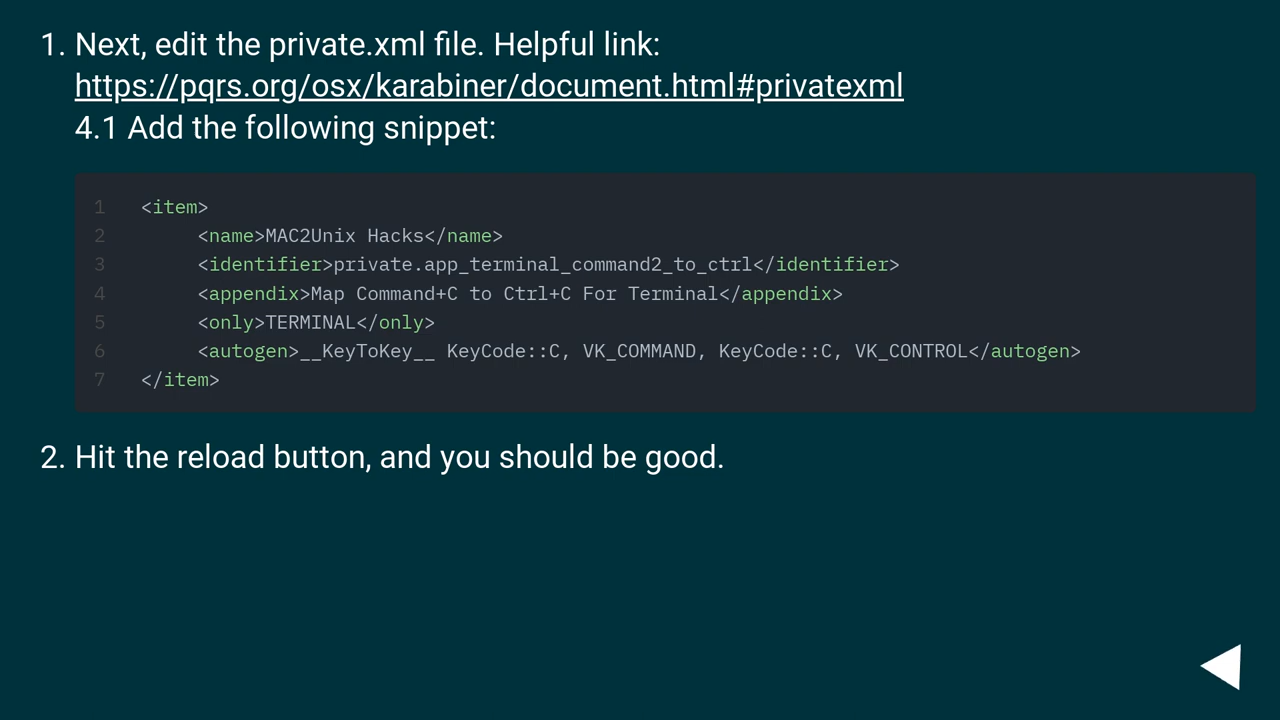 1. Next, edit the private.xml file. Helpful link:
https://pqrs.org/osx/karabiner/document.html#privatexml
4.1 Add the following snippet:
1 <item>
2 <name>MAC2Unix Hacks</name>
3 <identifier>private.app_terminal_command2_to_ctrl</identifier>
4 <appendix>Map Command+C to Ctrl+C For Terminal</appendix>
5 <only>TERMINAL</only>
6 <autogen>__KeyToKey__ KeyCode::C, VK_COMMAND, KeyCode::C, VK_CONTROL</autogen>
7 </item>
2. Hit the reload button, and you should be good.